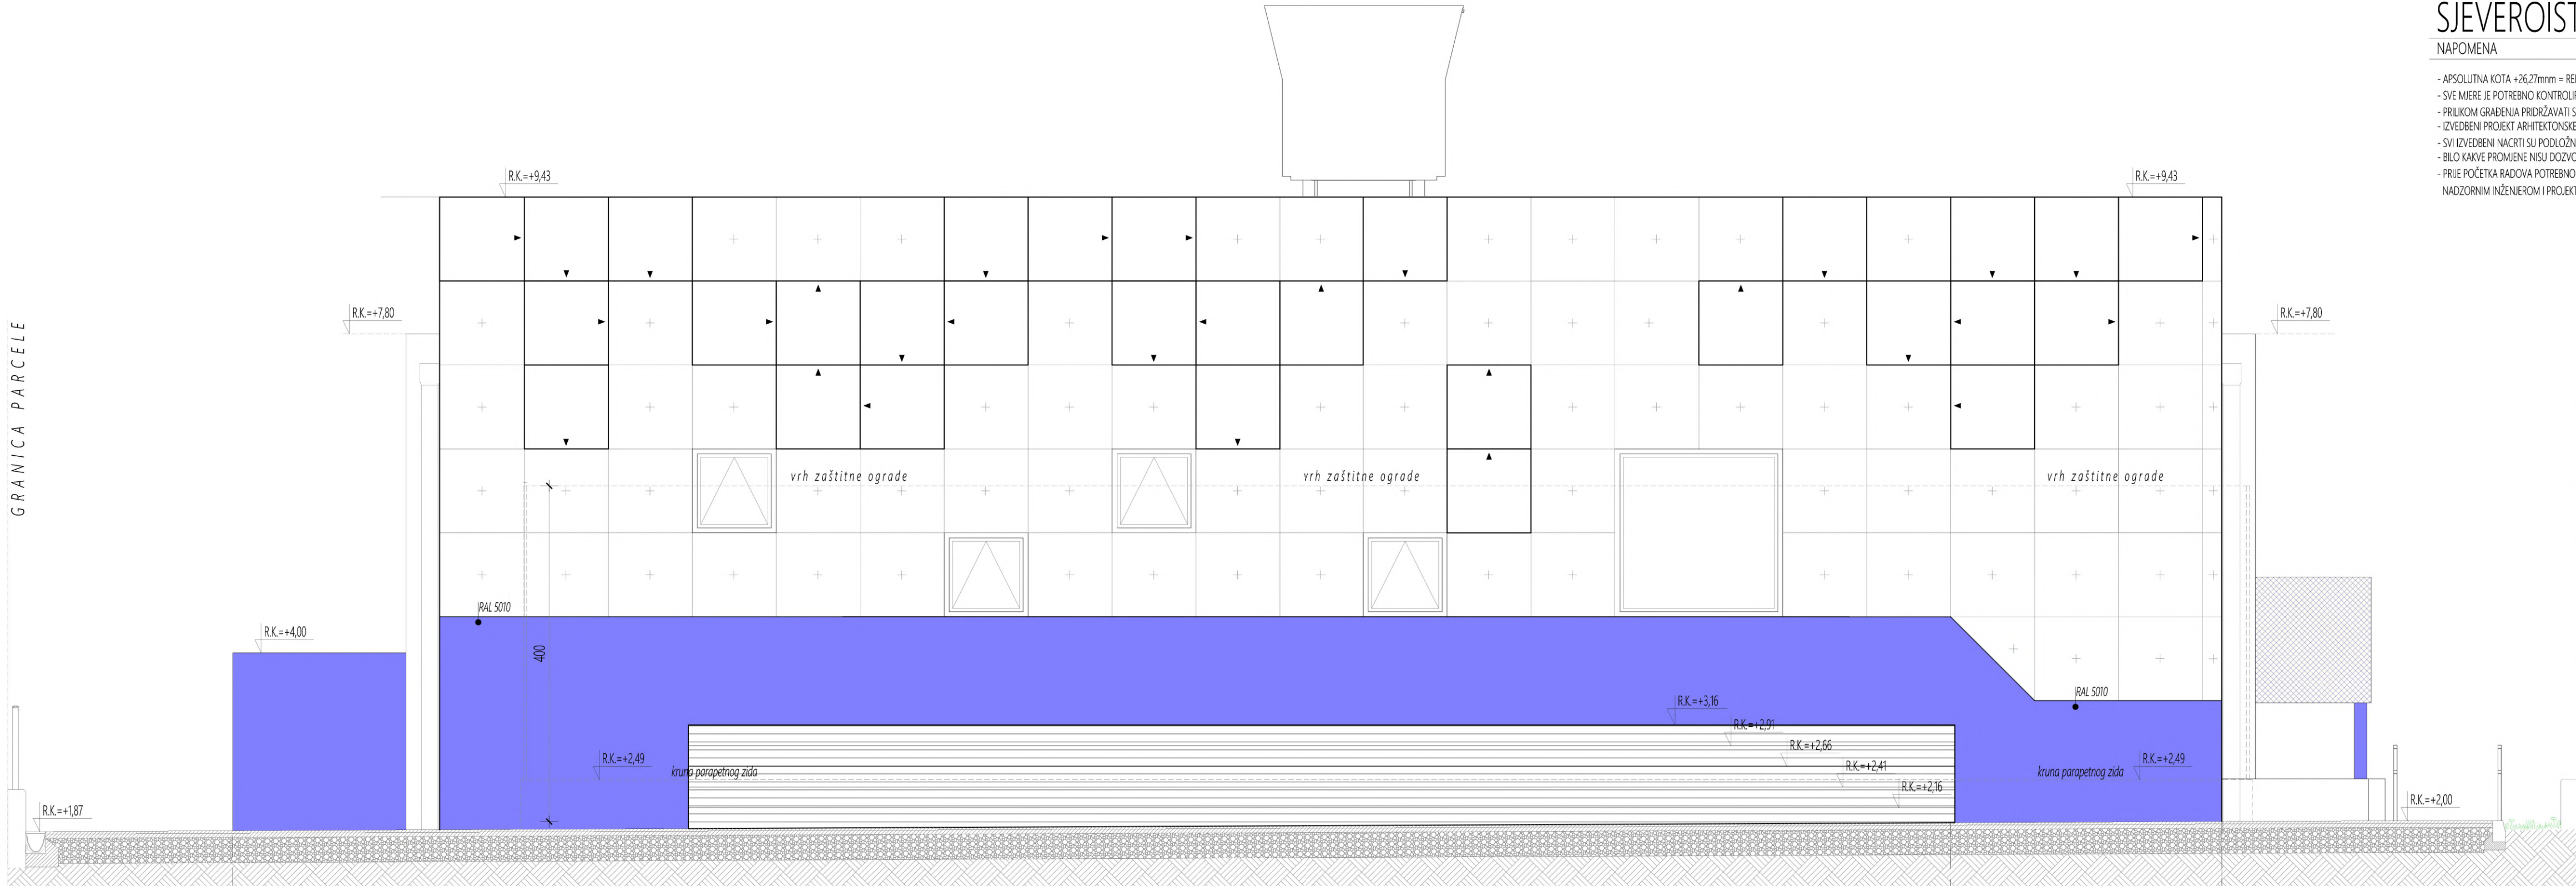 SJEVEROIST
NAPOMENA
- APSOLUTNA KOTA +26,27mnm = REL
- SVE MJERE JE POTREBNO KONTROLIR
- PRILIKOM GRAĐENJA PRIDRŽAVATI S
- IZVEDBENI PROJEKT ARHITEKTONSKE
- SVI IZVEDBENI NACRTI SU PODLOŽN
- BILO KAKVE PROMJENE NISU DOZVO
- PRIJE POČETKA RADOVA POTREBNO
NADZORNIM INŽENJEROM I PROJEKT
R.K.=+9,43
R.K.=+9,43
R.K.=+7,80
R.K.=+7,80
GRANICA PARCELE
vrh zaštitne ograde
vrh zaštitne ograde
vrh zaštitne ograde
RAL 5010
R.K.=+4,00
400
RAL 5010
R.K.=+3,16
R.K.=+2,91
R.K.=+2,66
R.K.=+2,41
R.K.=+2,16
R.K.=+2,49
kruna parapetnog zida
kruna parapetnog zida
R.K.=+2,49
R.K.=+1,87
R.K.=+2,00